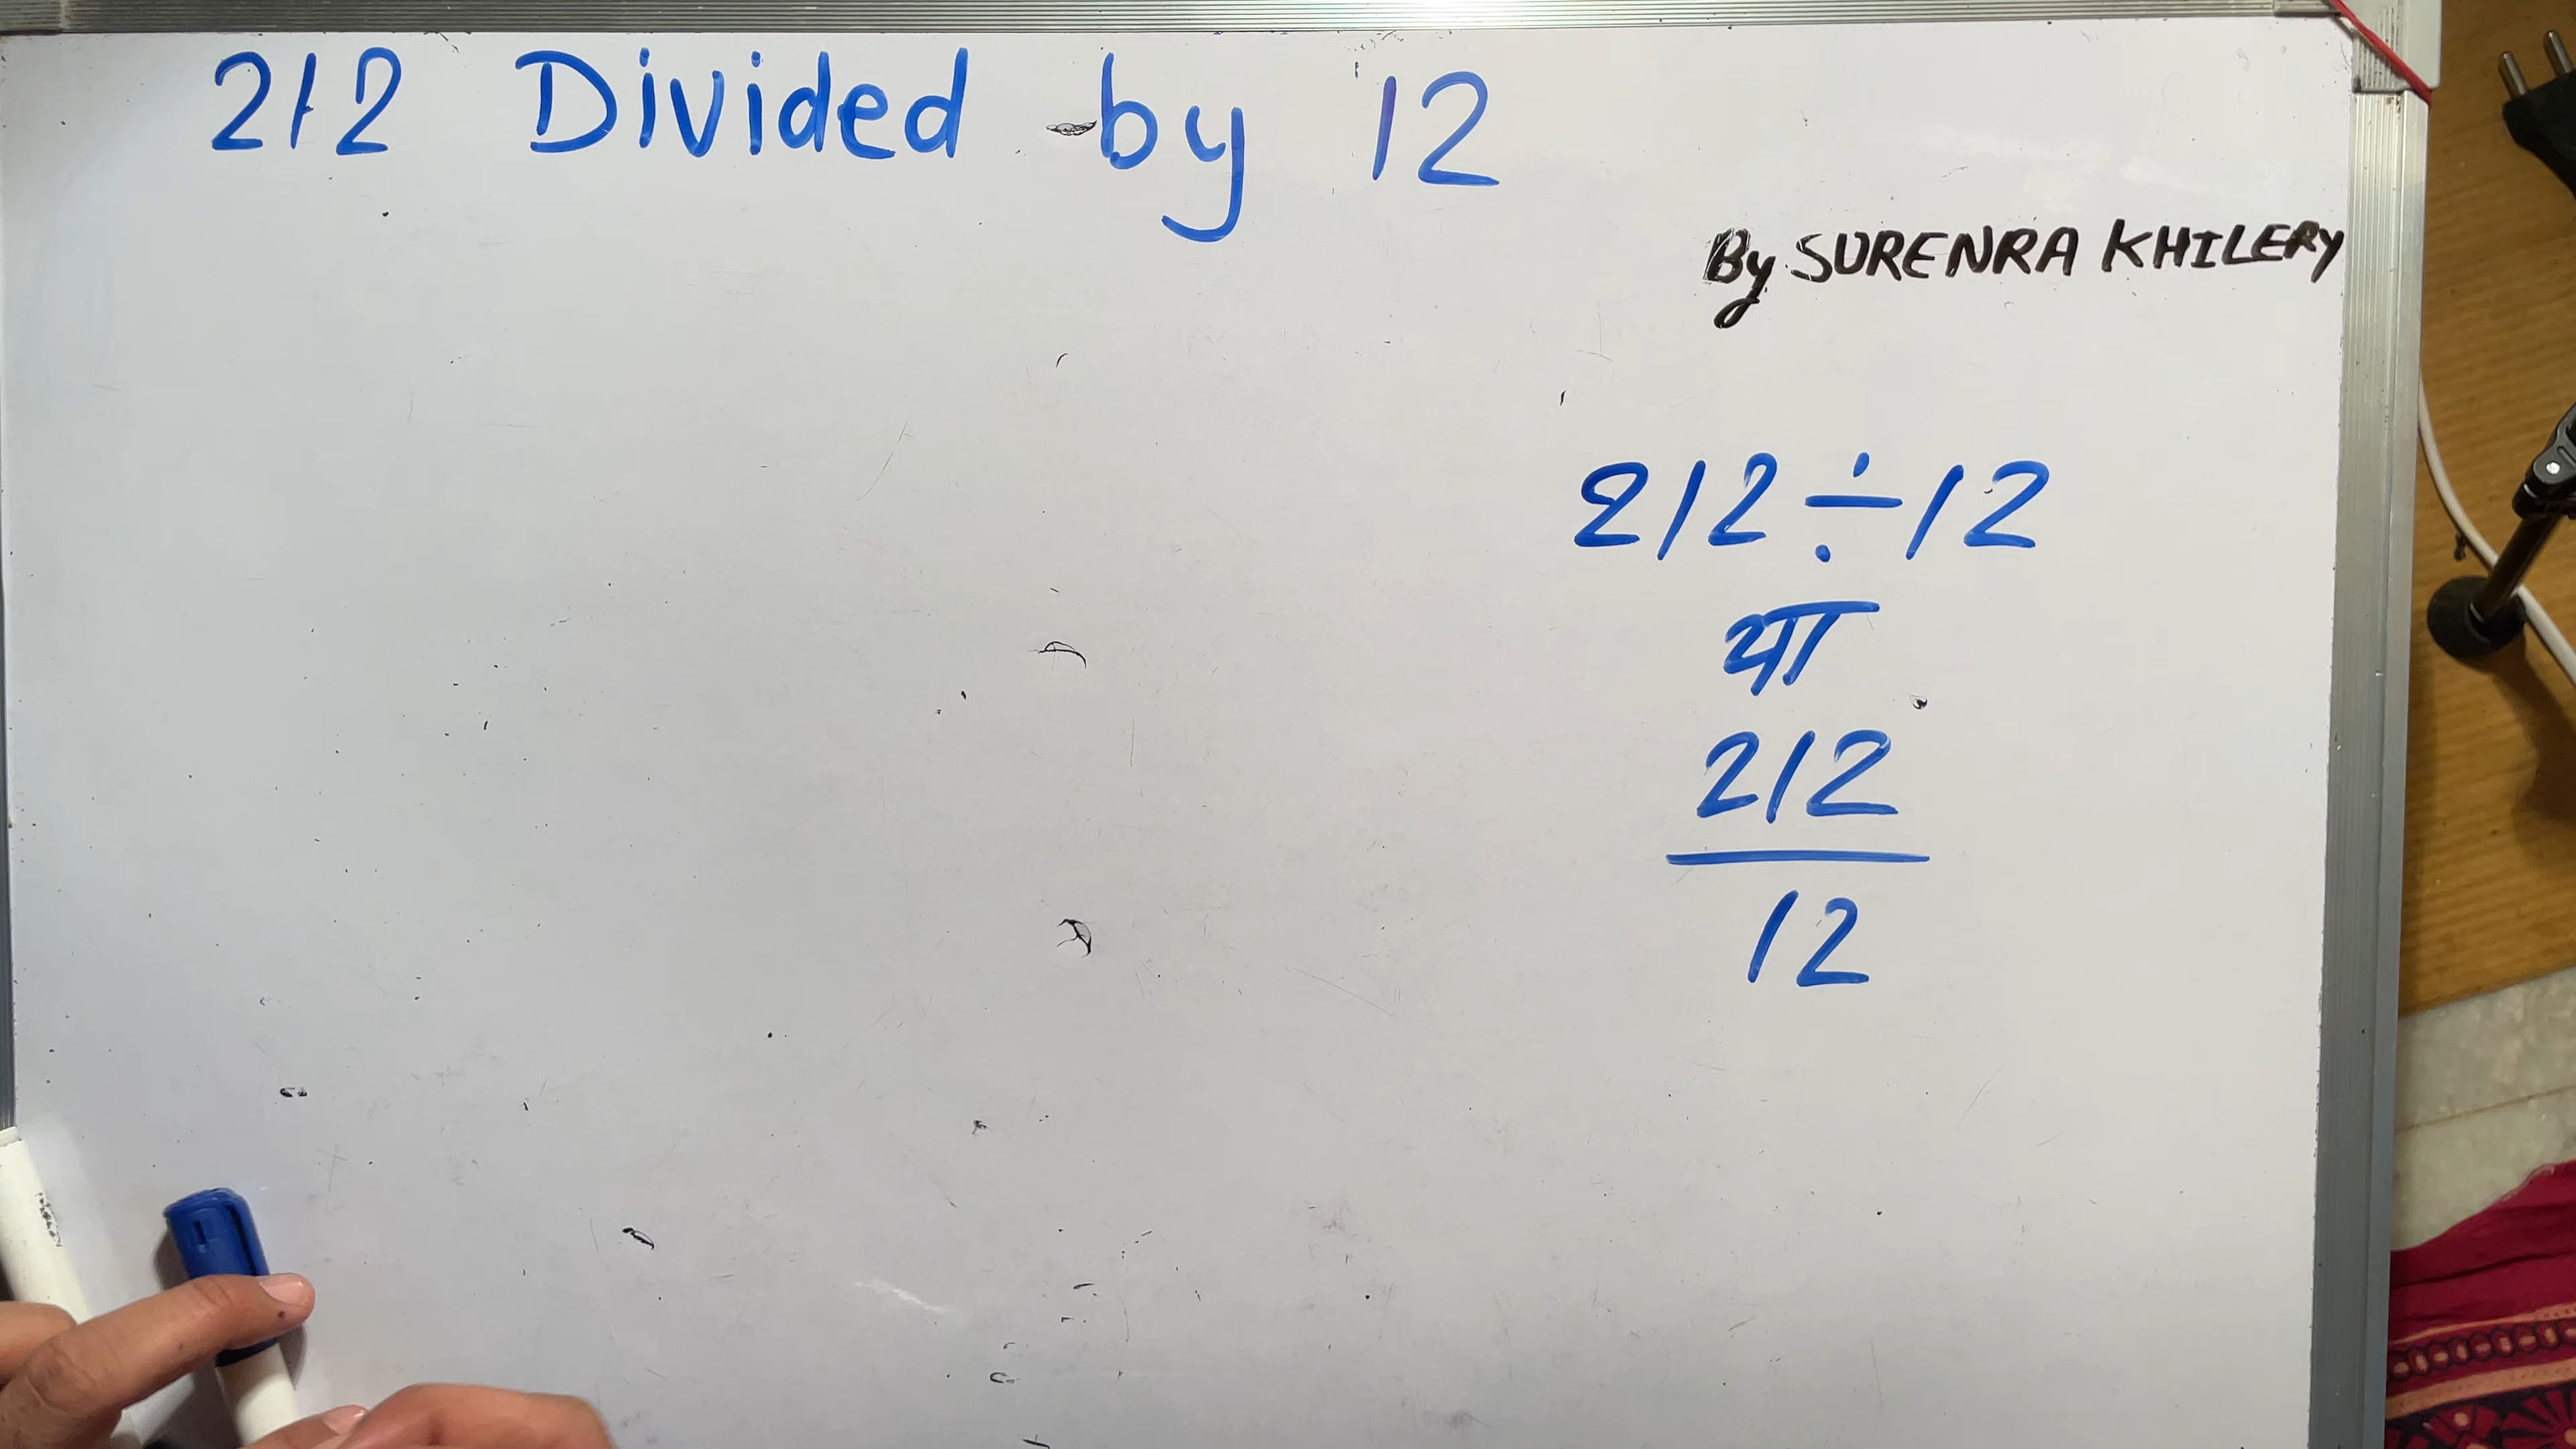 212 Divided by 12
By SURENRA KHILERY
212 ÷ 12
या
212
12